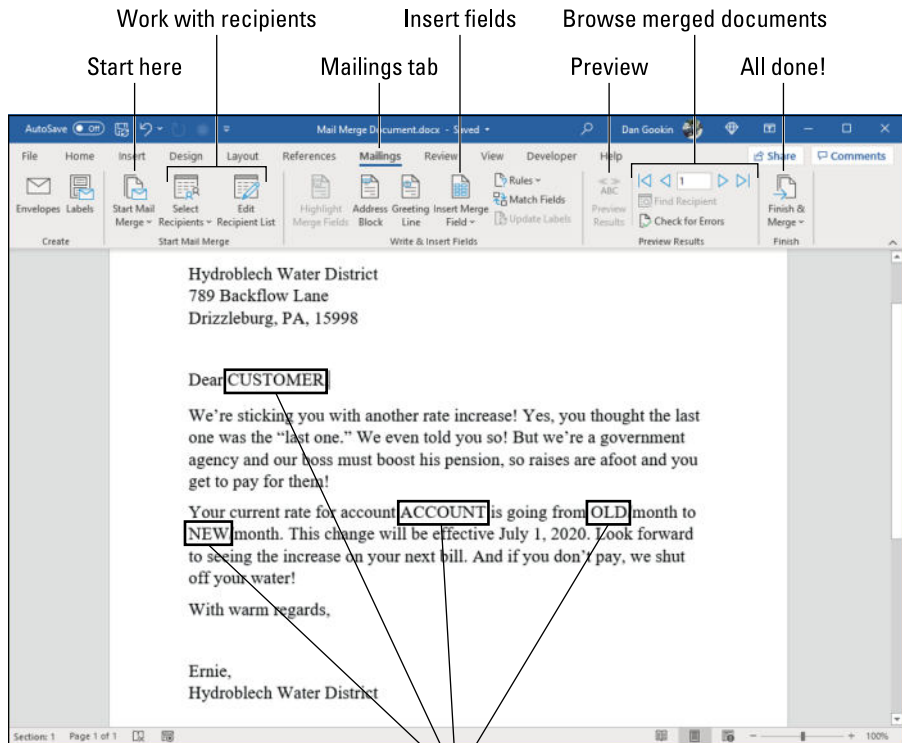 Work with recipients Insert fields Browse merged documents
Start here Mailings tab Preview All done!
AutoSave Off Mail Merge Document.docx - Saved Dan Gookin
File Home Insert Design Layout References Mailings Review View Developer Help Share Comments
Envelopes Labels Start Mail Merge Select Recipients Edit Recipient List Highlight Merge Fields Address Block Greeting Line Insert Merge Field Rules Match Fields Update Labels ABC Preview Results 1 Find Recipient Check for Errors Finish & Merge
Create Start Mail Merge Write & Insert Fields Preview Results Finish
Hydroblech Water District
789 Backflow Lane
Drizzleburg, PA, 15998
Dear CUSTOMER,
We're sticking you with another rate increase! Yes, you thought the last
one was the “last one.” We even told you so! But we're a government
agency and our boss must boost his pension, so raises are afoot and you
get to pay for them!
Your current rate for account ACCOUNT is going from OLD month to
NEW month. This change will be effective July 1, 2020. Look forward
to seeing the increase on your next bill. And if you don't pay, we shut
off your water!
With warm regards,
Ernie,
Hydroblech Water District
Section: 1 Page 1 of 1 100%